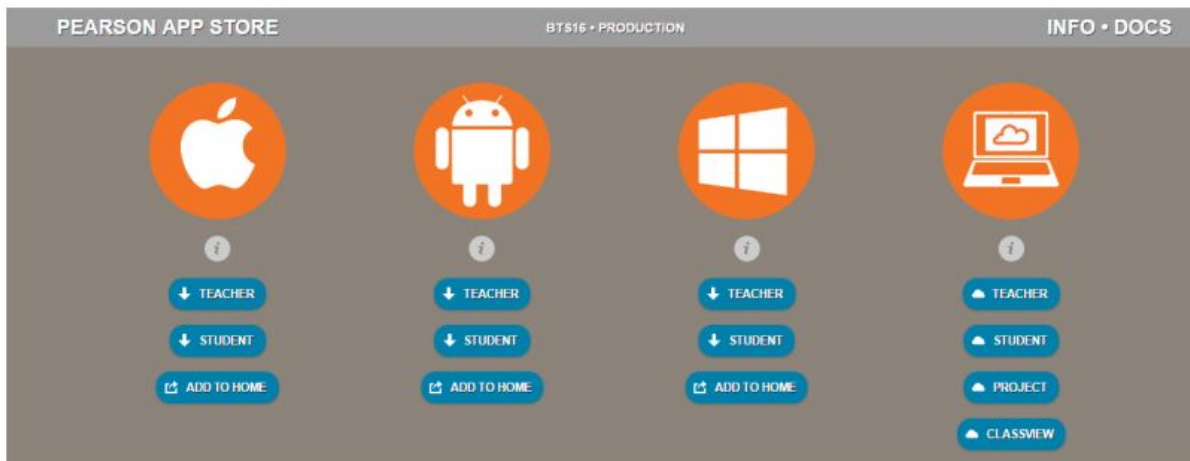 PEARSON APP STORE BTS16 • PRODUCTION INFO • DOCS
i i i i
TEACHER TEACHER TEACHER TEACHER
STUDENT STUDENT STUDENT STUDENT
ADD TO HOME ADD TO HOME ADD TO HOME PROJECT
CLASSVIEW